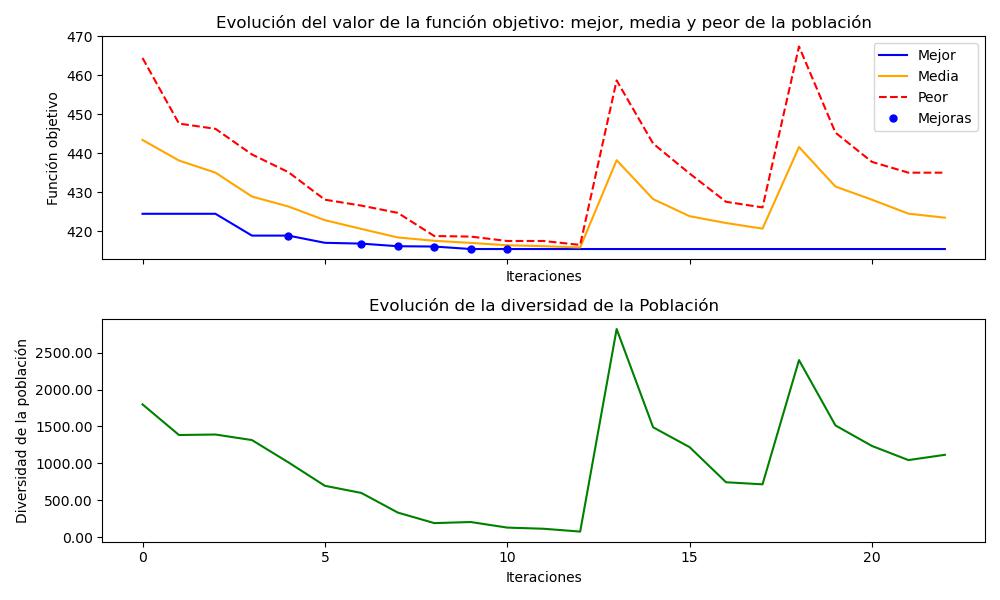 Evolución del valor de la función objetivo: mejor, media y peor de la población
470
460
450
440
430
420
Función objetivo
Mejor
Media
Peor
Mejoras
Iteraciones
Evolución de la diversidad de la Población
2500.00
2000.00
1500.00
1000.00
500.00
0.00
Diversidad de la población
0 5 10 15 20
Iteraciones